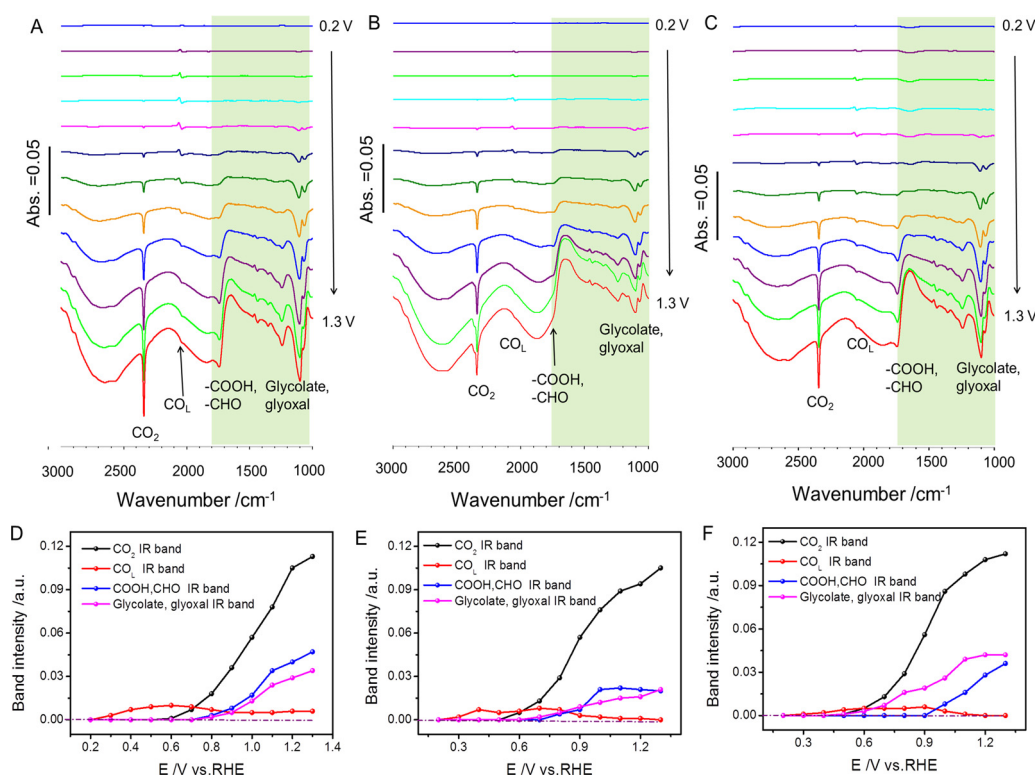 A
0.2 V
1.3 V
Abs. =0.05
CO2
COL
-COOH,
-CHO
Glycolate,
glyoxal
3000 2500 2000 1500 1000
Wavenumber /cm-1
B
0.2 V
1.3 V
Abs. =0.05
CO2
COL
-COOH,
-CHO
Glycolate,
glyoxal
3000 2500 2000 1500 1000
Wavenumber /cm-1
C
0.2 V
1.3 V
Abs. =0.05
CO2
COL
-COOH,
-CHO
Glycolate,
glyoxal
3000 2500 2000 1500 1000
Wavenumber /cm-1
D
CO2 IR band
COL IR band
COOH,CHO IR band
Glycolate, glyoxal IR band
Band intensity /a.u.
0.12
0.09
0.06
0.03
0.00
0.2 0.4 0.6 0.8 1.0 1.2 1.4
E /V vs.RHE
E
CO2 IR band
COL IR band
COOH,CHO IR band
Glycolate, glyoxal IR band
Band intensity /a.u.
0.12
0.09
0.06
0.03
0.00
0.3 0.6 0.9 1.2
E /V vs.RHE
F
CO2 IR band
COL IR band
COOH,CHO IR band
Glycolate, glyoxal IR band
Band intensity /a.u.
0.12
0.09
0.06
0.03
0.00
0.3 0.6 0.9 1.2
E /V vs.RHE